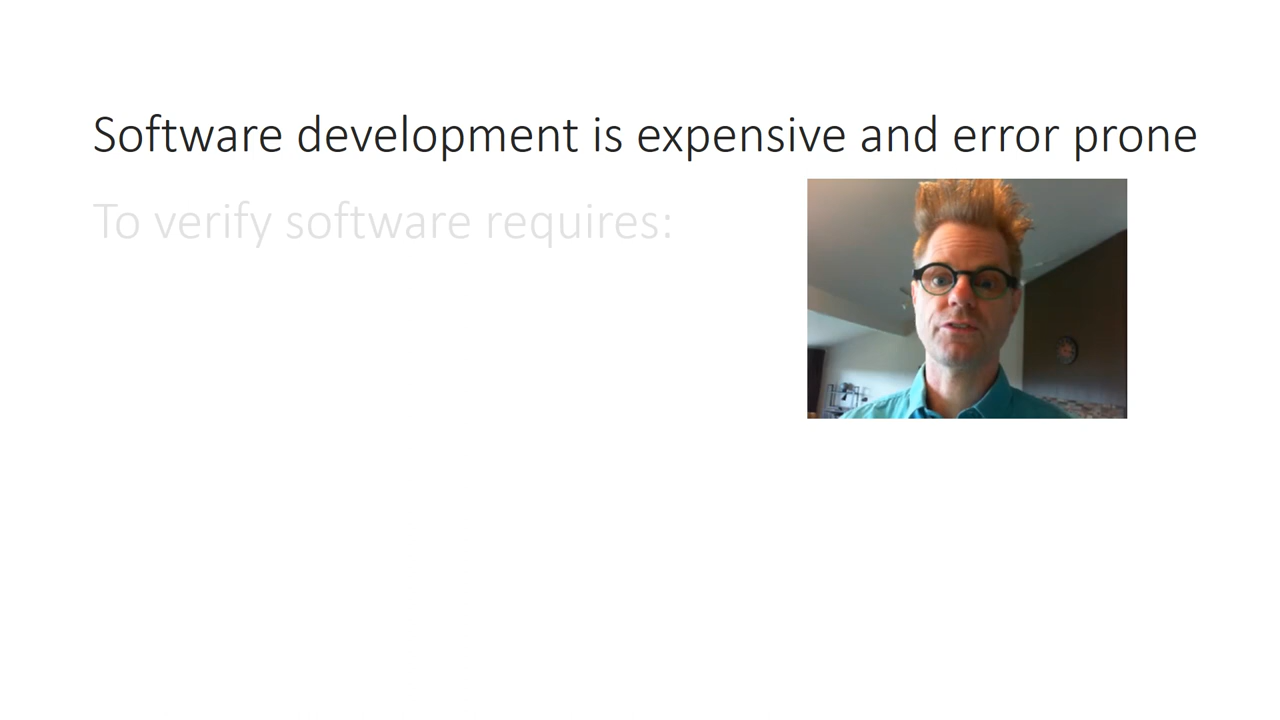 Software development is expensive and error prone
To verify software requires: